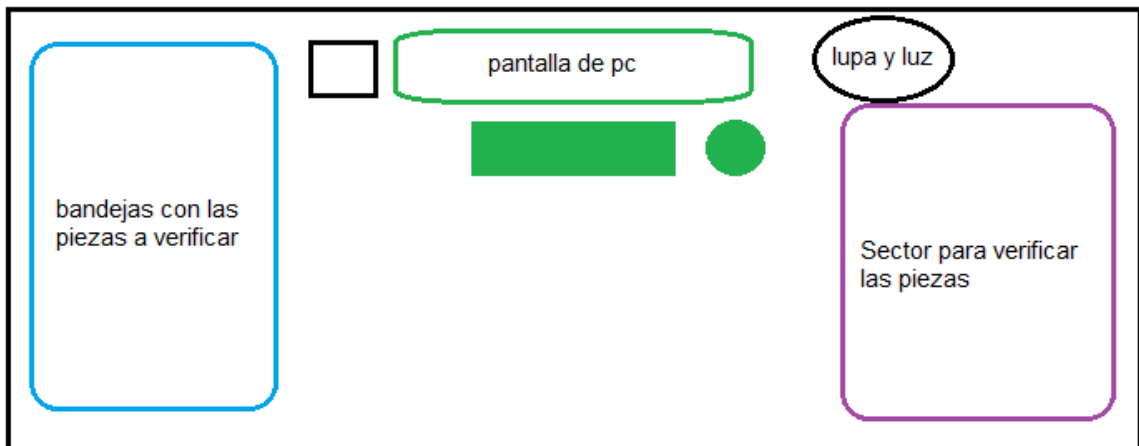 pantalla de pc
lupa y luz
bandejas con las
piezas a verificar
Sector para verificar
las piezas